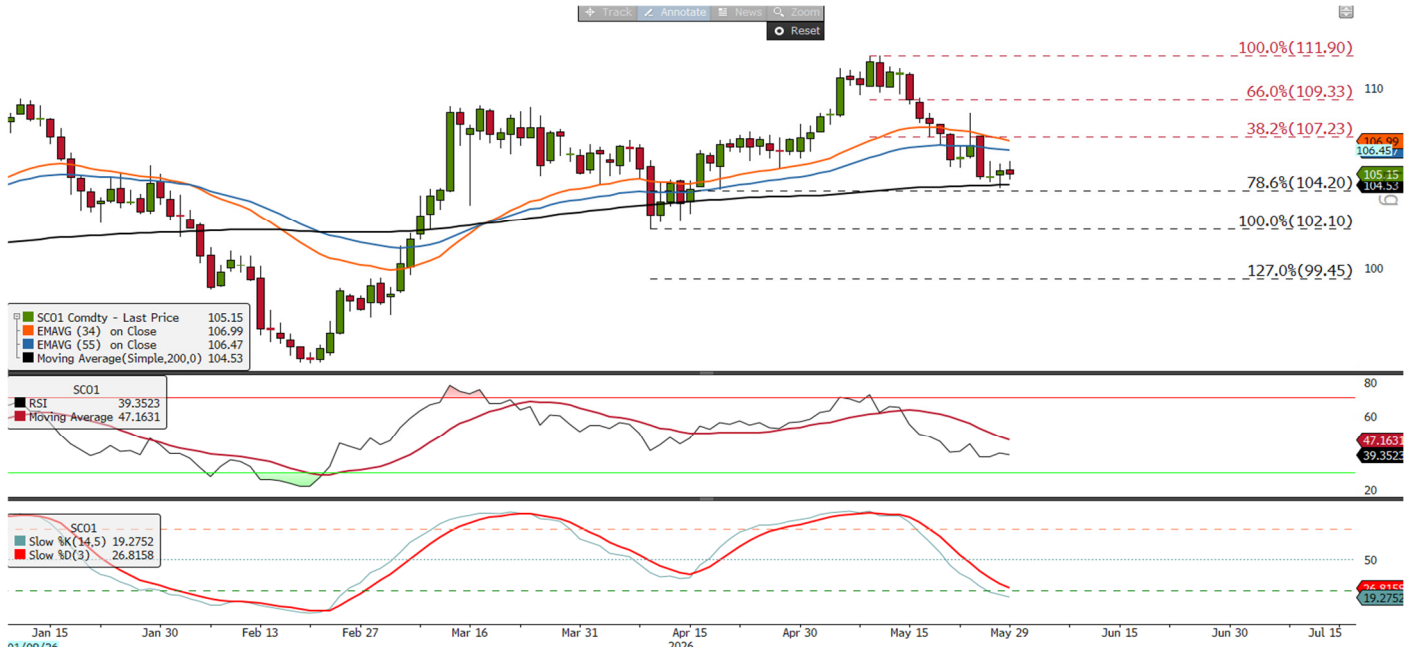 Track Annotate News Zoom
Reset
100.0%(111.90)
110
66.0%(109.33)
38.2%(107.23)
106.99
106.45
105.15
78.6%(104.20)
104.53
100.0%(102.10)
100
127.0%(99.45)
SCO1 Comdty - Last Price 105.15
EMAVG (34) on Close 106.99
EMAVG (55) on Close 106.47
Moving Average(Simple,200,0) 104.53
SCO1
RSI 39.3523
Moving Average 47.1631
80
60
47.1631
39.3523
20
SCO1
Slow %K(14,5) 19.2752
Slow %D(3) 26.8158
50
26.8158
19.2752
Jan 15 Jan 30 Feb 13 Feb 27 Mar 16 Mar 31 Apr 15 Apr 30 May 15 May 29 Jun 15 Jun 30 Jul 15
2026